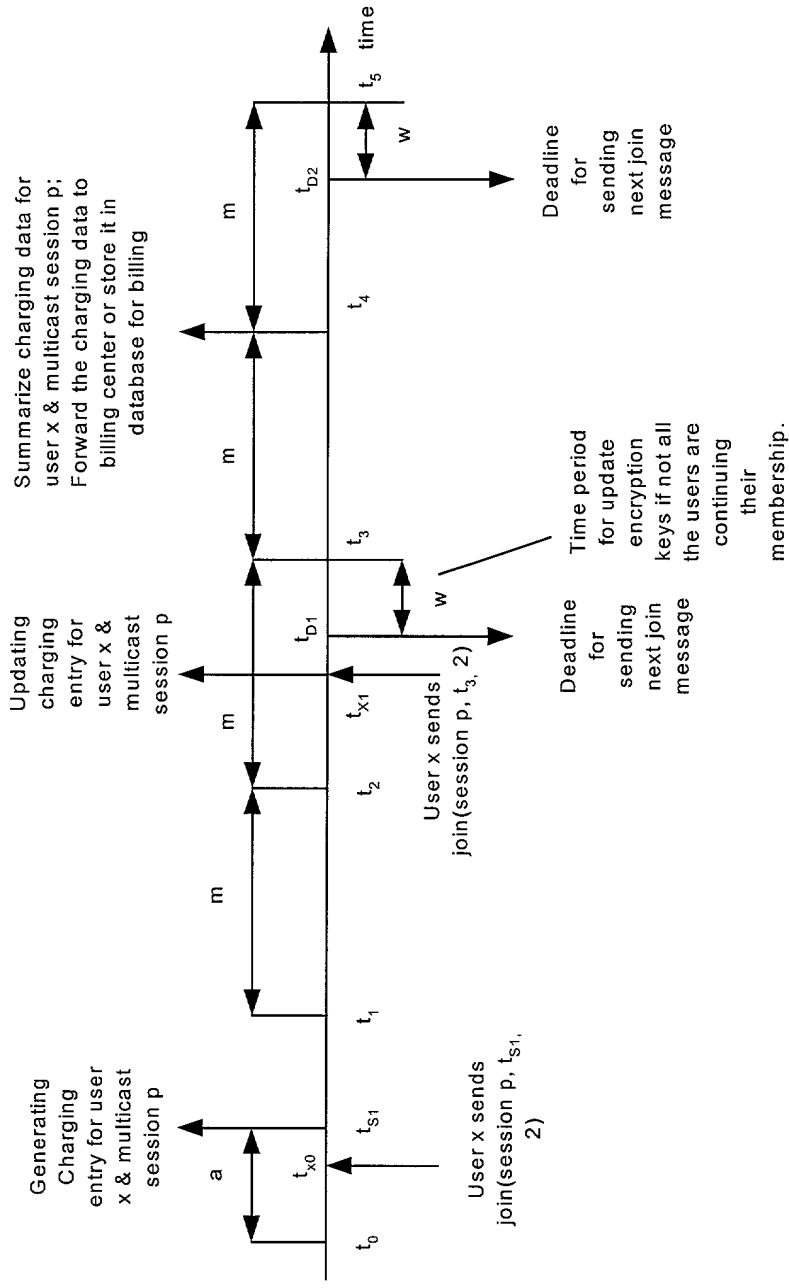 Generating
Charging
entry for user
x & multicast
session p
Updating
charging
entry for
user x &
multicast
session p
Summarize charging data for
user x & multicast session p;
Forward the charging data to
billing center or store it in
database for billing
a
m
m
m
m
t0
tx0
tS1
t1
t2
tX1
tD1
t3
t4
tD2
t5
time
w
w
User x sends
join(session p, tS1,
2)
User x sends
join(session p, t3, 2)
Deadline
for
sending
next join
message
Time period
for update
encryption
keys if not all
the users are
continuing
their
membership.
Deadline
for
sending
next join
message